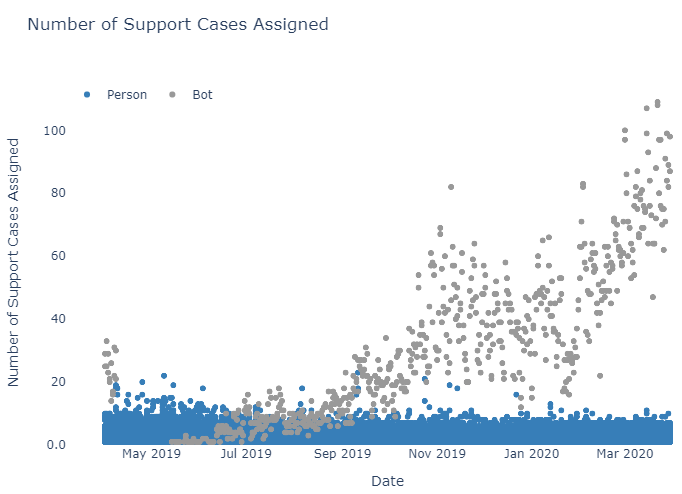 Number of Support Cases Assigned
Person Bot
Number of Support Cases Assigned
100
80
60
40
20
0.0
May 2019 Jul 2019 Sep 2019 Nov 2019 Jan 2020 Mar 2020
Date